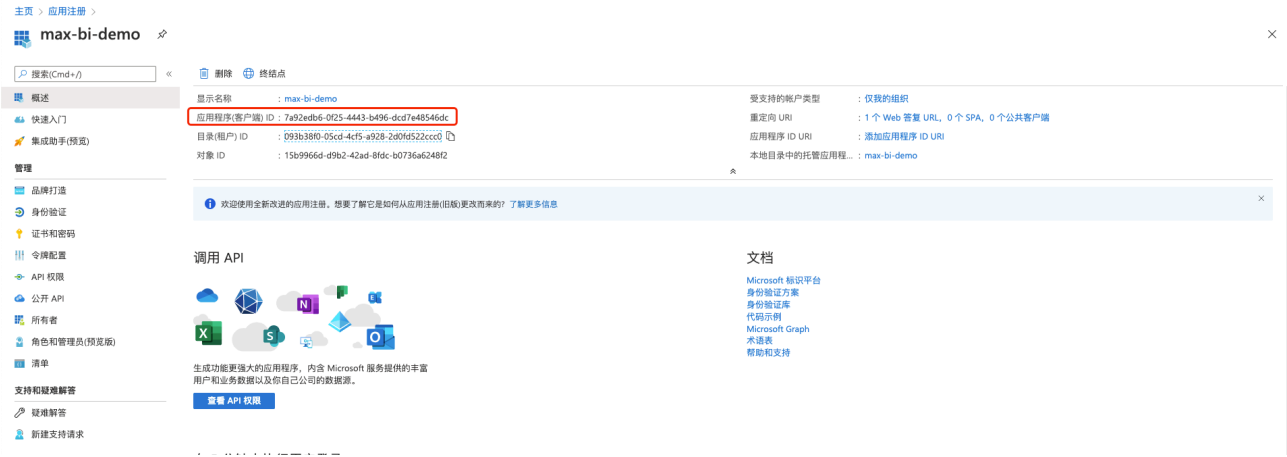 主页 > 应用注册 >
max-bi-demo
搜索(Cmd+/)
«
概述
快速入门
集成助手(预览)
管理
品牌打造
身份验证
证书和密码
令牌配置
API 权限
公开 API
所有者
角色和管理员(预览版)
清单
支持和疑难解答
疑难解答
新建支持请求
删除 终结点
显示名称 : max-bi-demo
应用程序(客户端) ID : 7a92edb6-0f25-4443-b496-dcd7e48546dc
目录(租户) ID : 093b38f0-05cd-4cf5-a928-2d0fd522ccc0
对象 ID : 15b9966d-d9b2-42ad-8fdc-b0736a6248f2
受支持的帐户类型 : 仅我的组织
重定向 URI : 1 个 Web 答复 URL, 0 个 SPA, 0 个公共客户端
应用程序 ID URI : 添加应用程序 ID URI
本地目录中的托管应用程... : max-bi-demo
欢迎使用全新改进的应用注册。想要了解它是如何从应用注册(旧版)更改而来的? 了解更多信息
调用 API
N
E
X
S
O
生成功能更强大的应用程序, 内含 Microsoft 服务提供的丰富
用户和业务数据以及你自己公司的数据源。
查看 API 权限
文档
Microsoft 标识平台
身份验证方案
身份验证库
代码示例
Microsoft Graph
术语表
帮助和支持